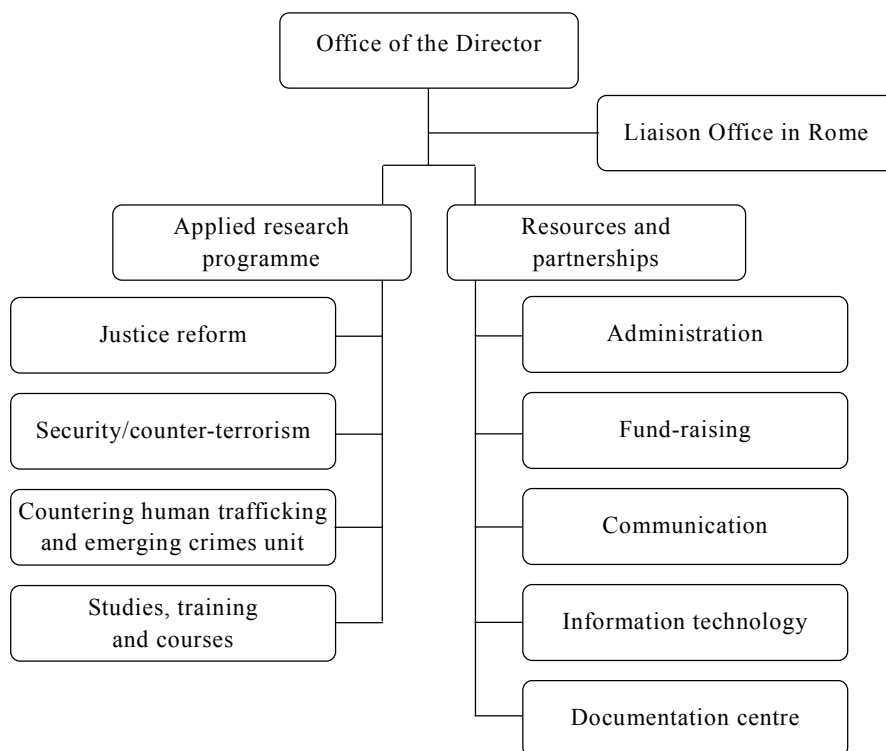 Office of the Director
Liaison Office in Rome
Applied research
programme
Resources and
partnerships
Justice reform
Administration
Security/counter-terrorism
Fund-raising
Countering human trafficking
and emerging crimes unit
Communication
Studies, training
and courses
Information technology
Documentation centre